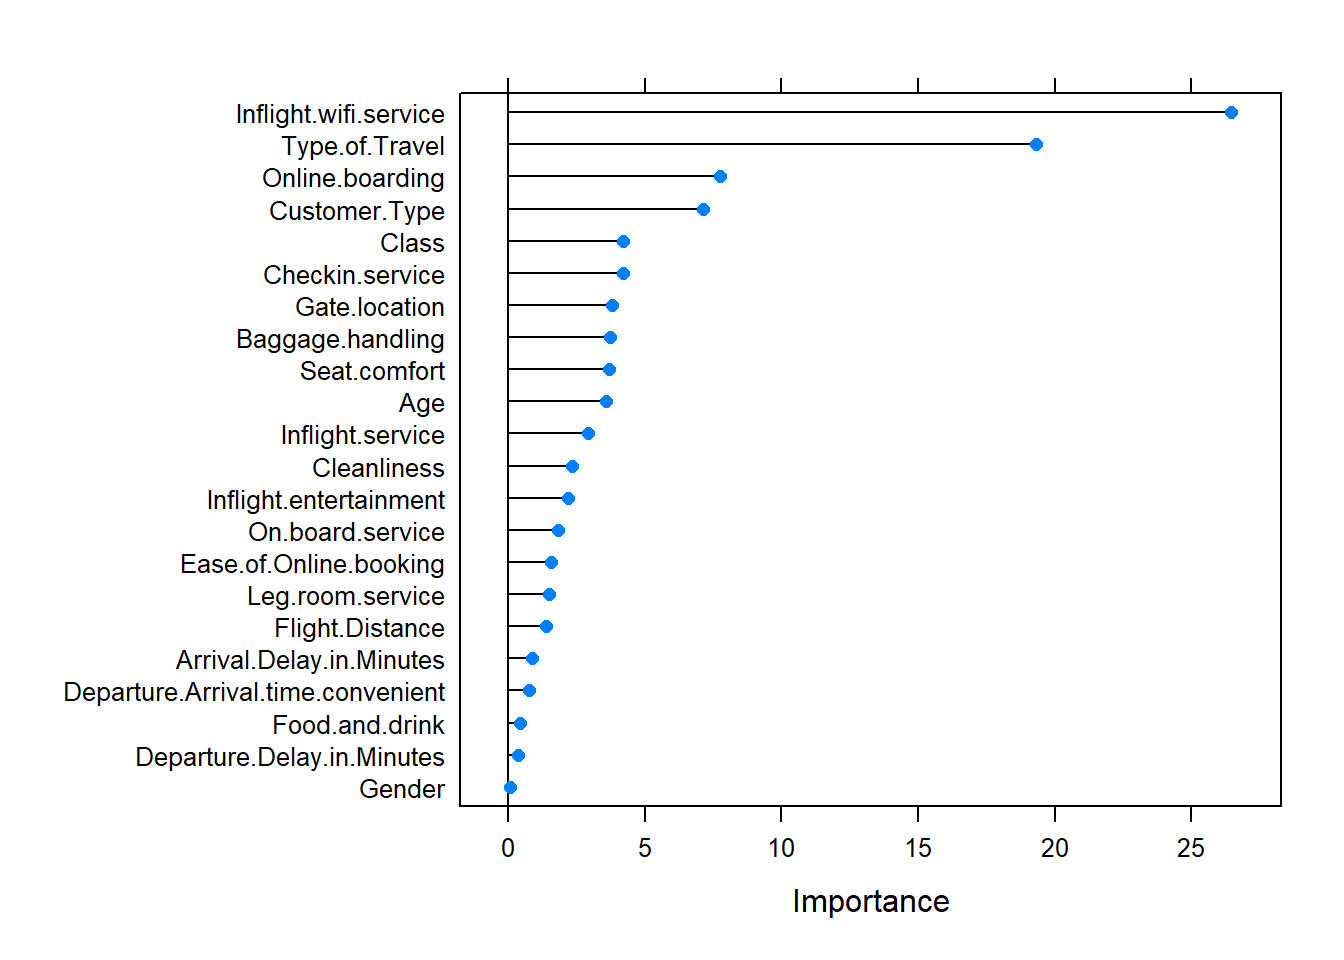 Inflight.wifi.service
Type.of.Travel
Online.boarding
Customer.Type
Class
Checkin.service
Gate.location
Baggage.handling
Seat.comfort
Age
Inflight.service
Cleanliness
Inflight.entertainment
On.board.service
Ease.of.Online.booking
Leg.room.service
Flight.Distance
Arrival.Delay.in.Minutes
Departure.Arrival.time.convenient
Food.and.drink
Departure.Delay.in.Minutes
Gender
0 5 10 15 20 25
Importance